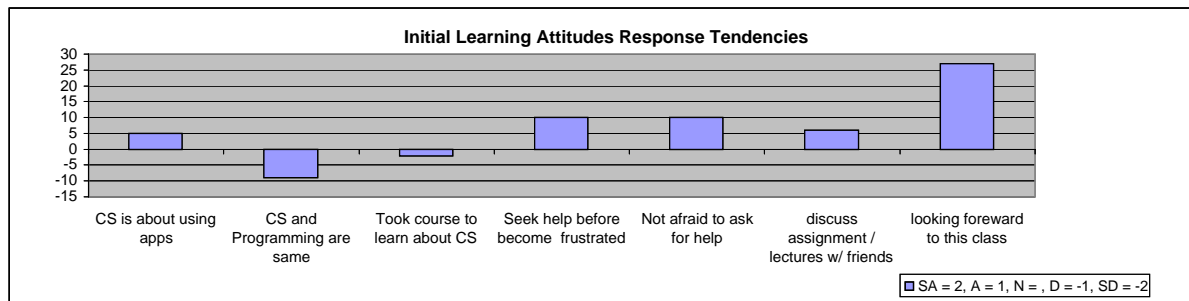 Initial Learning Attitudes Response Tendencies
30
25
20
15
10
5
0
-5
-10
-15
CS is about using
apps
CS and
Programming are
same
Took course to
learn about CS
Seek help before
become frustrated
Not afraid to ask
for help
discuss
assignment /
lectures w/ friends
looking foreward
to this class
SA = 2, A = 1, N = , D = -1, SD = -2